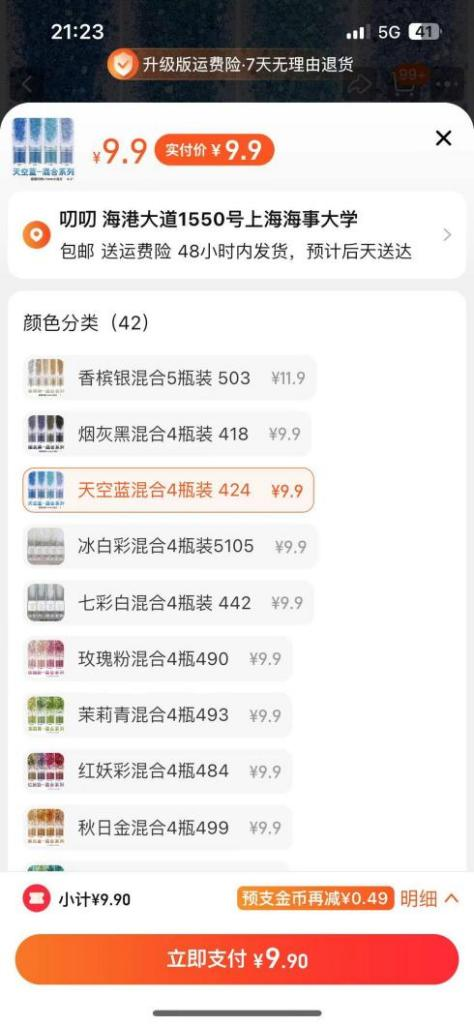 21:23
5G
41
升级版运费险·7天无理由退货
99+
天空蓝-混合系列
¥9.9 实付价 ¥ 9.9
叨叨 海港大道1550号上海海事大学
包邮 送运费险 48小时内发货，预计后天送达
颜色分类（42）
香槟银混合5瓶装 503 ¥11.9
烟灰黑混合4瓶装 418 ¥9.9
天空蓝混合4瓶装 424 ¥9.9
冰白彩混合4瓶装5105 ¥9.9
七彩白混合4瓶装 442 ¥9.9
玫瑰粉混合4瓶490 ¥9.9
茉莉青混合4瓶493 ¥9.9
红妖彩混合4瓶484 ¥9.9
秋日金混合4瓶499 ¥9.9
小计¥9.90 预支金币再减¥0.49 明细
立即支付 ¥9.90